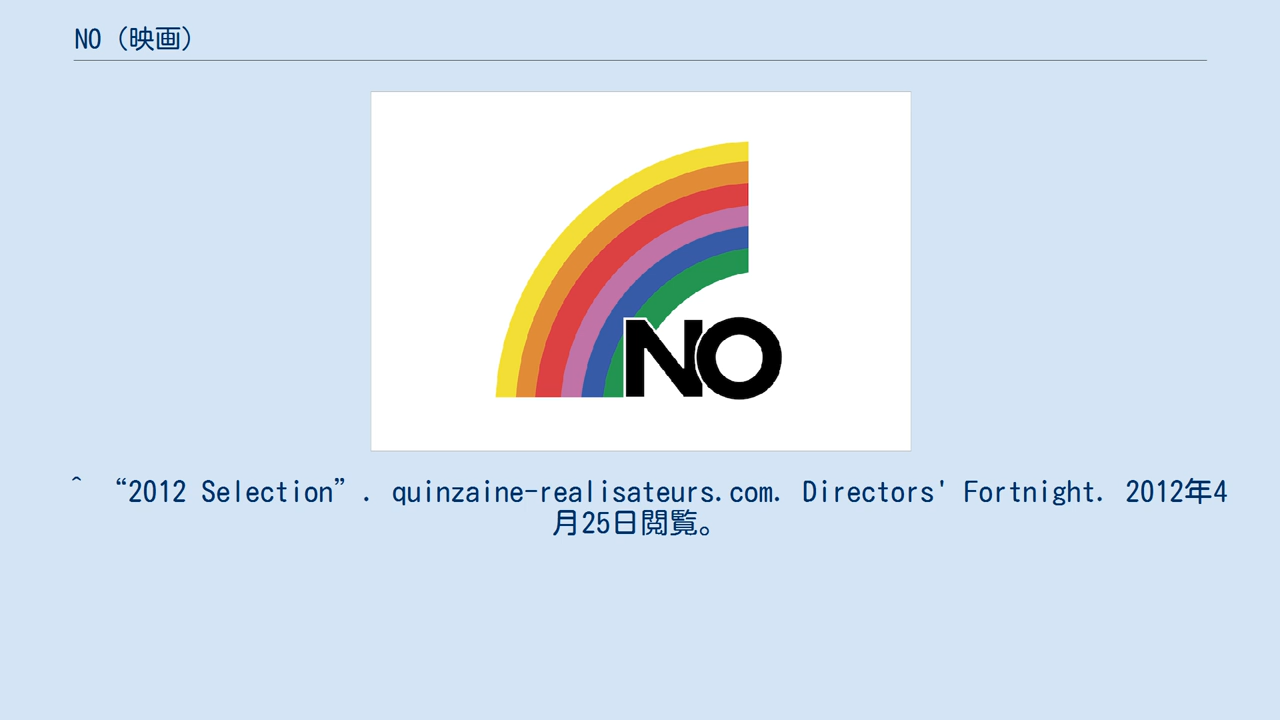 NO（映画）
NO
^ “2012 Selection”. quinzaine-realisateurs.com. Directors' Fortnight. 2012年4
月25日閲覧。